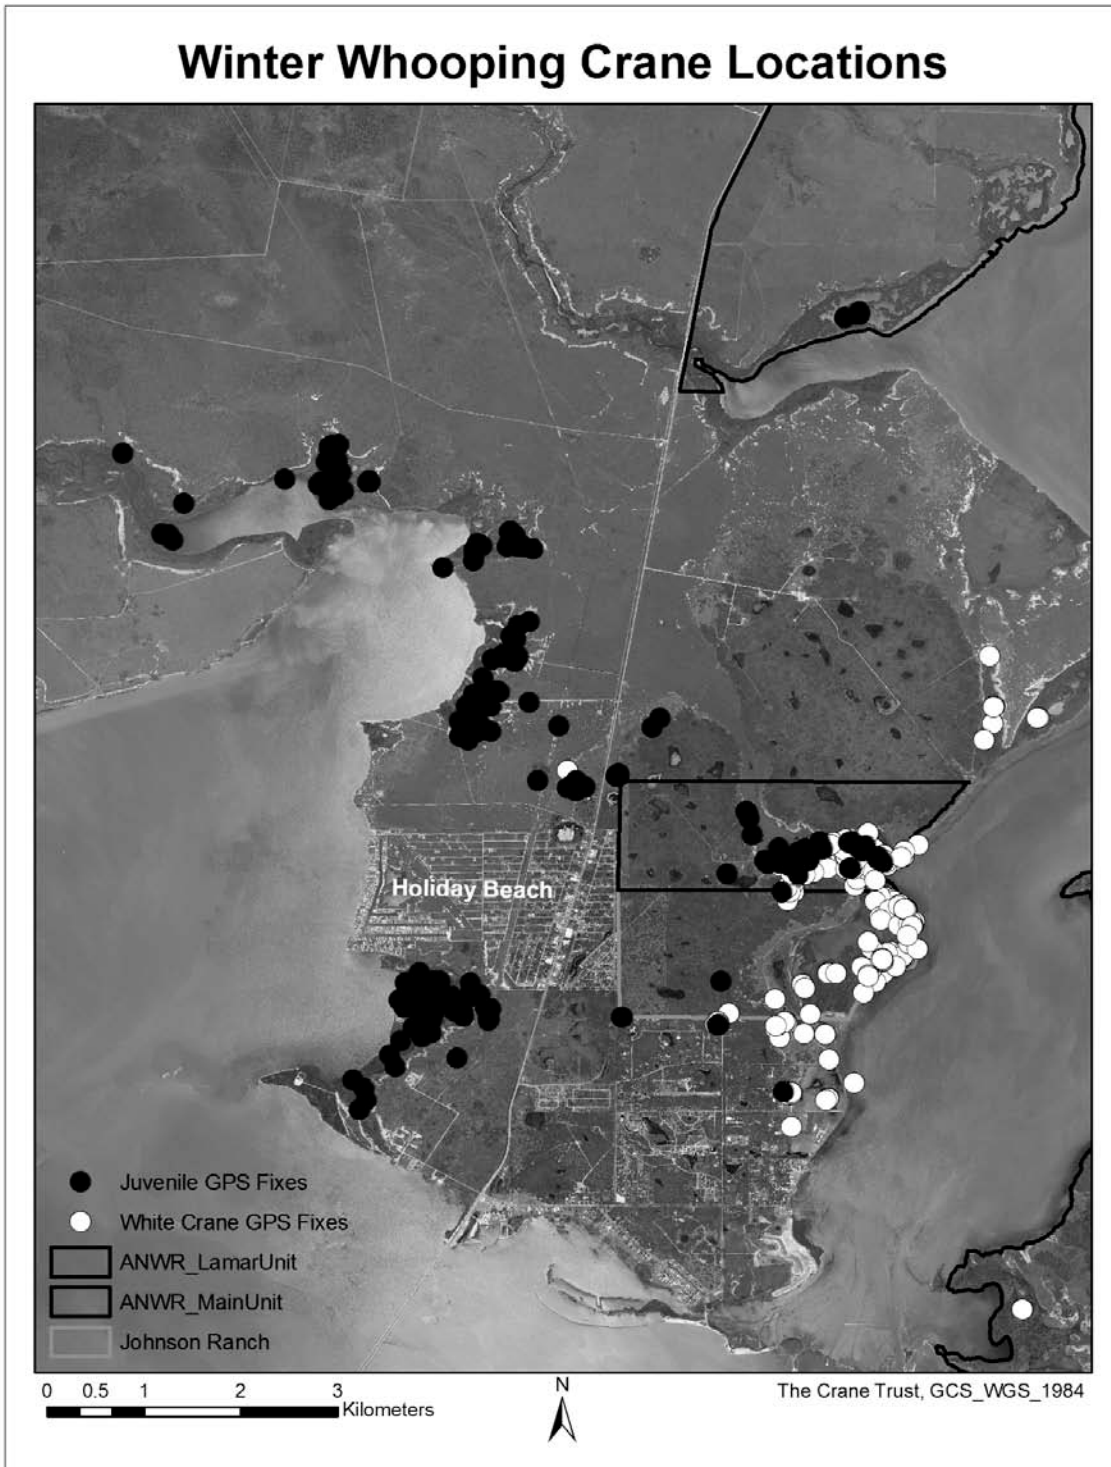 Winter Whooping Crane Locations
Holiday Beach
Juvenile GPS Fixes
White Crane GPS Fixes
ANWR_LamarUnit
ANWR_MainUnit
Johnson Ranch
0 0.5 1 2 3
Kilometers
N
The Crane Trust, GCS_WGS_1984